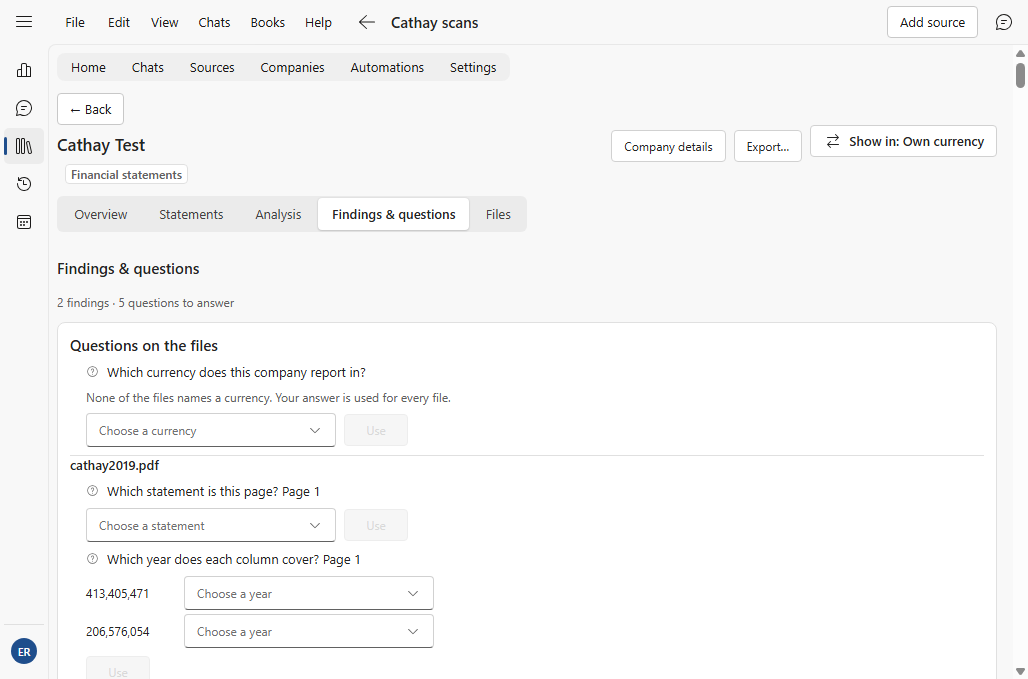 File Edit View Chats Books Help Cathay scans Add source
Home Chats Sources Companies Automations Settings
← Back
Cathay Test
Company details Export... Show in: Own currency
Financial statements
Overview Statements Analysis Findings & questions Files
Findings & questions
2 findings · 5 questions to answer
Questions on the files
Which currency does this company report in?
None of the files names a currency. Your answer is used for every file.
Choose a currency Use
cathay2019.pdf
Which statement is this page? Page 1
Choose a statement Use
Which year does each column cover? Page 1
413,405,471 Choose a year
206,576,054 Choose a year
Use
ER